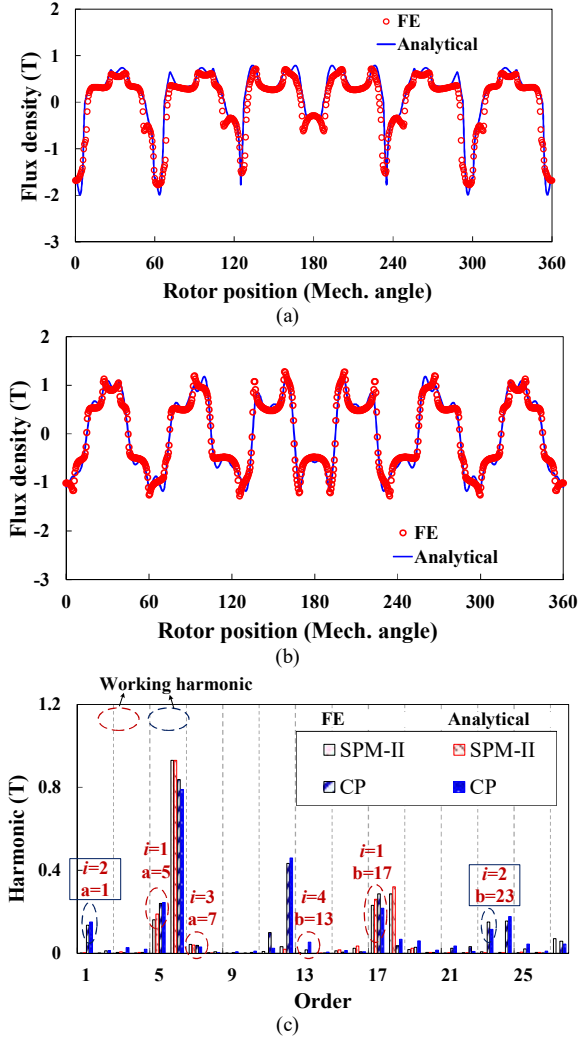 2
1
0
-1
-2
-3
Flux density (T)
FE
Analytical
0 60 120 180 240 300 360
Rotor position (Mech. angle)
(a)
2
1
0
-1
-2
-3
Flux density (T)
FE
Analytical
0 60 120 180 240 300 360
Rotor position (Mech. angle)
(b)
1.2
0.8
0.4
0
Harmonic (T)
Working harmonic
FE Analytical
SPM-II SPM-II
CP CP
i=2
a=1
i=1
a=5
i=3
a=7
i=4
b=13
i=1
b=17
i=2
b=23
1 5 9 13 17 21 25
Order
(c)